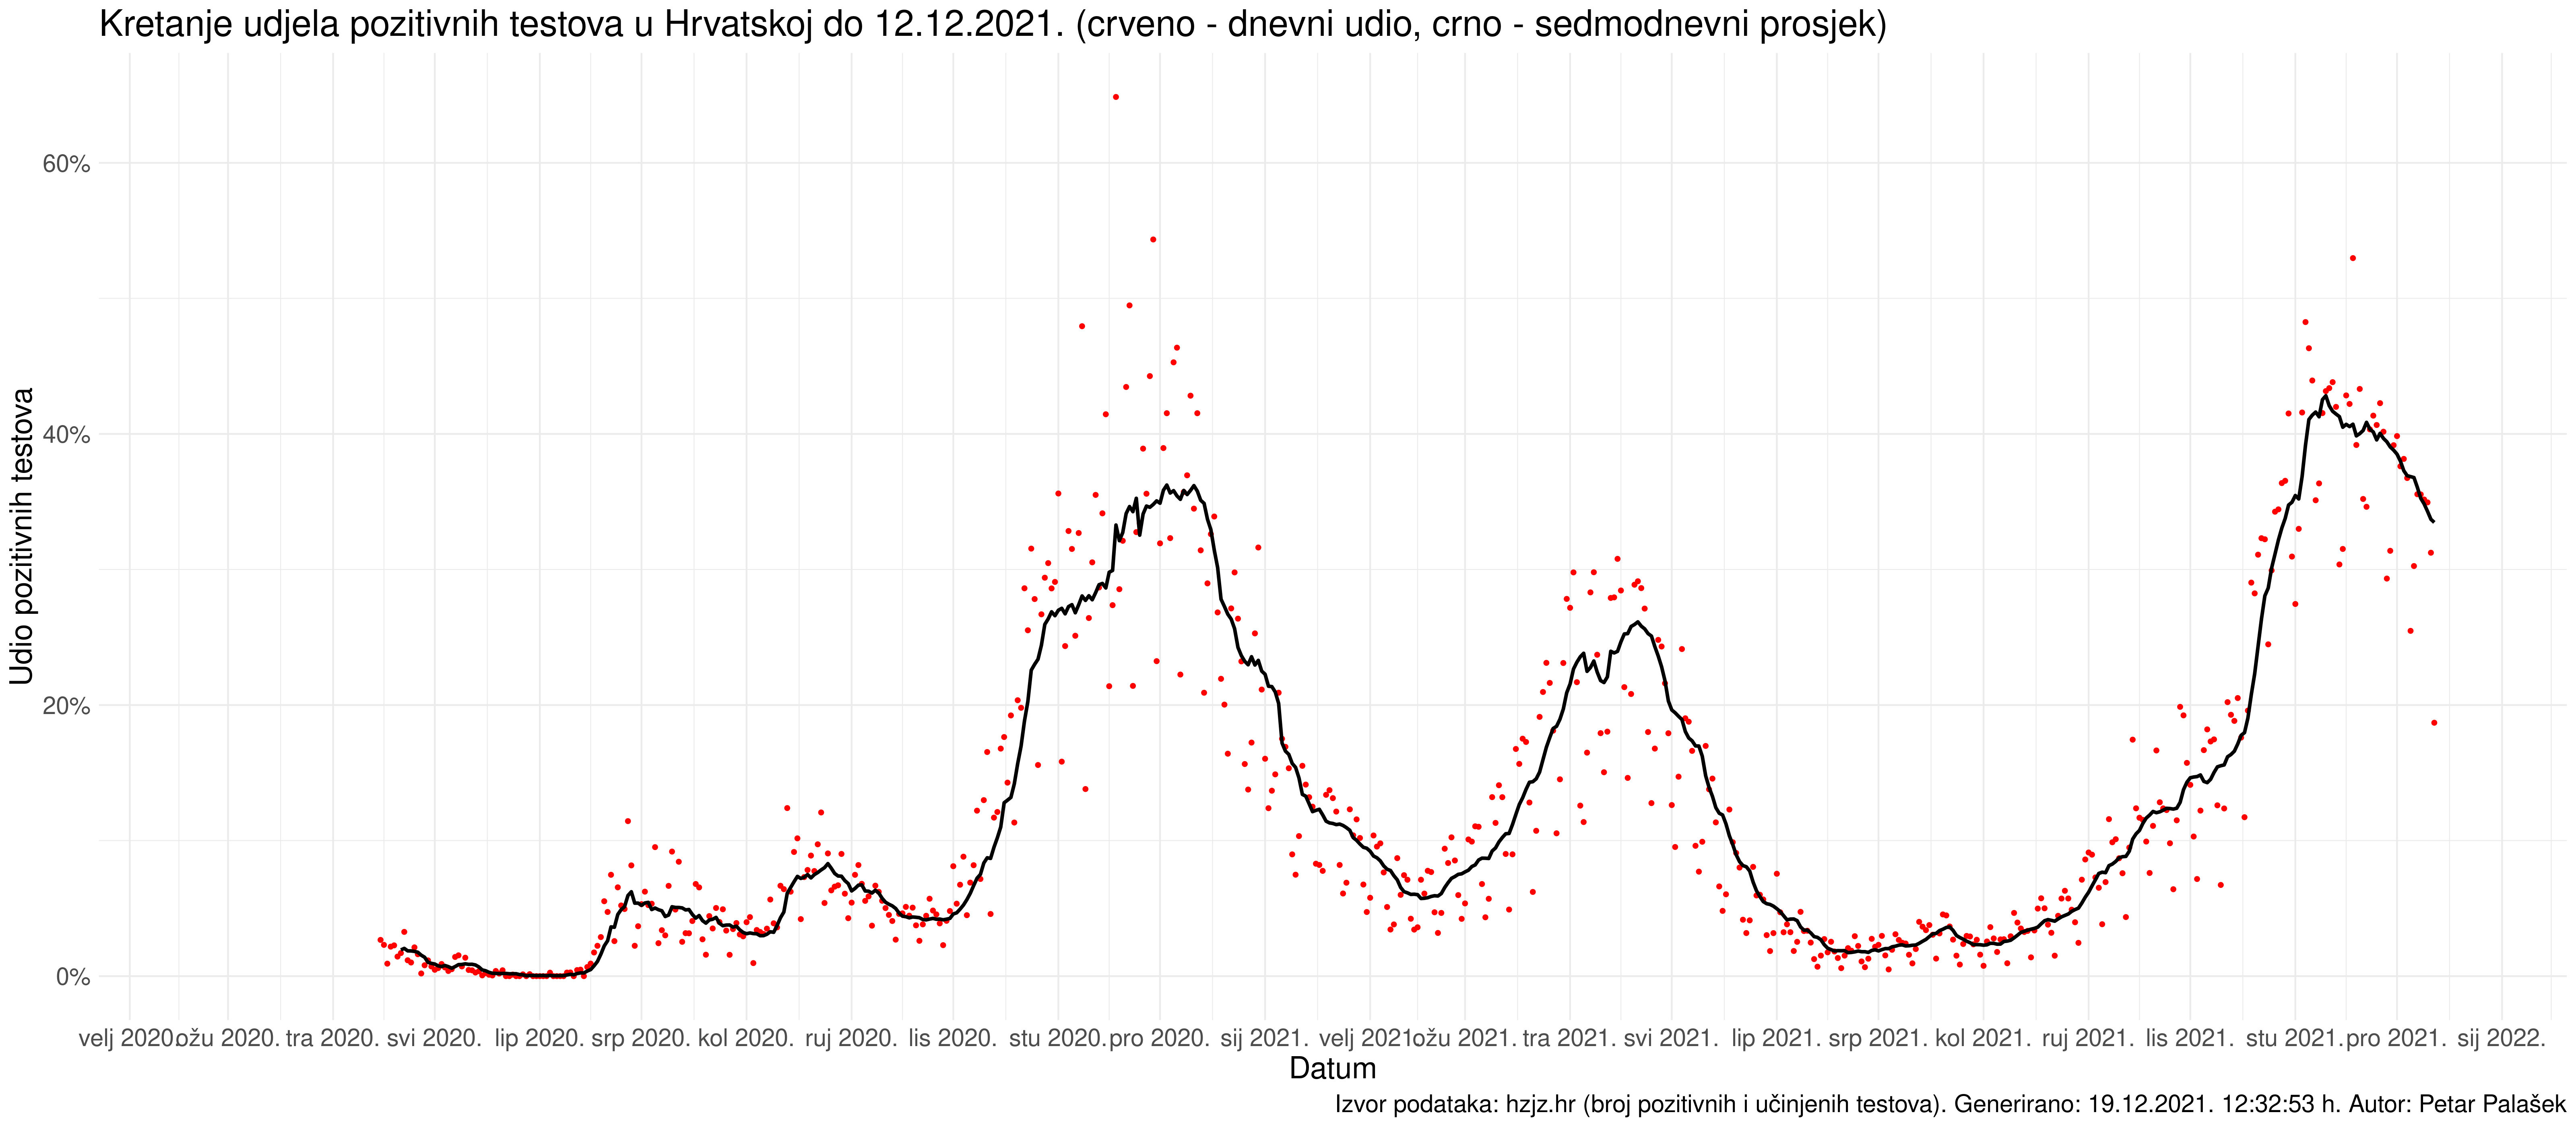 Kretanje udjela pozitivnih testova u Hrvatskoj do 12.12.2021. (crveno - dnevni udio, crno - sedmodnevni prosjek)
Udio pozitivnih testova
60%
40%
20%
0%
velj 2020. ožu 2020. tra 2020. svi 2020. lip 2020. srp 2020. kol 2020. ruj 2020. lis 2020. stu 2020. pro 2020. sij 2021. velj 2021. ožu 2021. tra 2021. svi 2021. lip 2021. srp 2021. kol 2021. ruj 2021. lis 2021. stu 2021. pro 2021. sij 2022.
Datum
Izvor podataka: hzjz.hr (broj pozitivnih i učinjenih testova). Generirano: 19.12.2021. 12:32:53 h. Autor: Petar Palašek